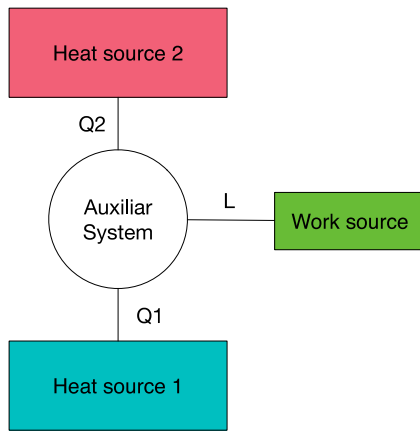 Heat source 2
Q2
Auxiliar
System
L
Work source
Q1
Heat source 1